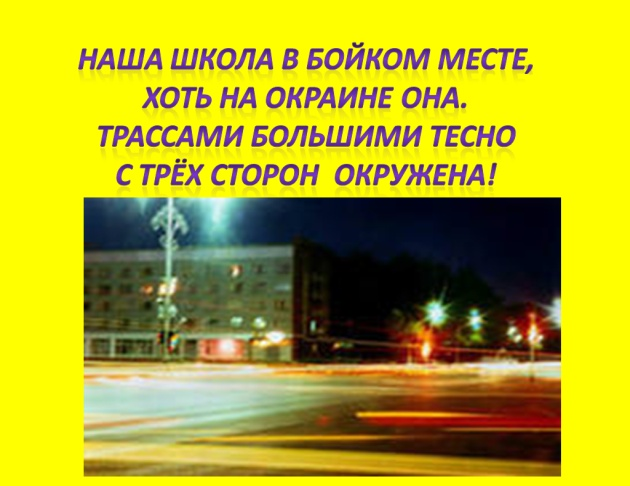 НАША ШКОЛА В БОЙКОМ МЕСТЕ,
ХОТЬ НА ОКРАИНЕ ОНА.
ТРАССАМИ БОЛЬШИМИ ТЕСНО
С ТРЁХ СТОРОН ОКРУЖЕНА!